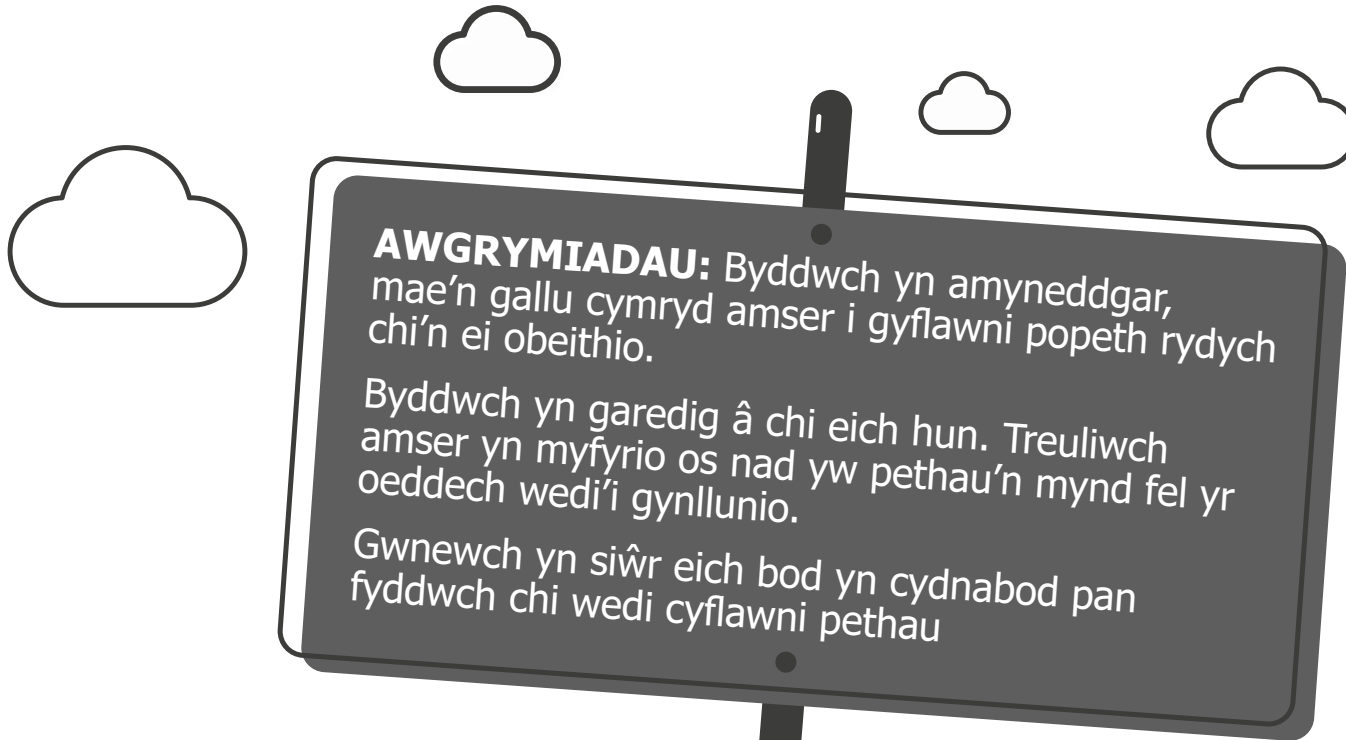 AWGRYMIADAU: Byddwch yn amyneddgar,
mae’n gallu cymryd amser i gyflawni popeth rydych
chi’n ei obeithio.
Byddwch yn garedig â chi eich hun. Treuliwch
amser yn myfyrio os nad yw pethau’n mynd fel yr
oeddech wedi’i gynllunio.
Gwnewch yn siŵr eich bod yn cydnabod pan
fyddwch chi wedi cyflawni pethau